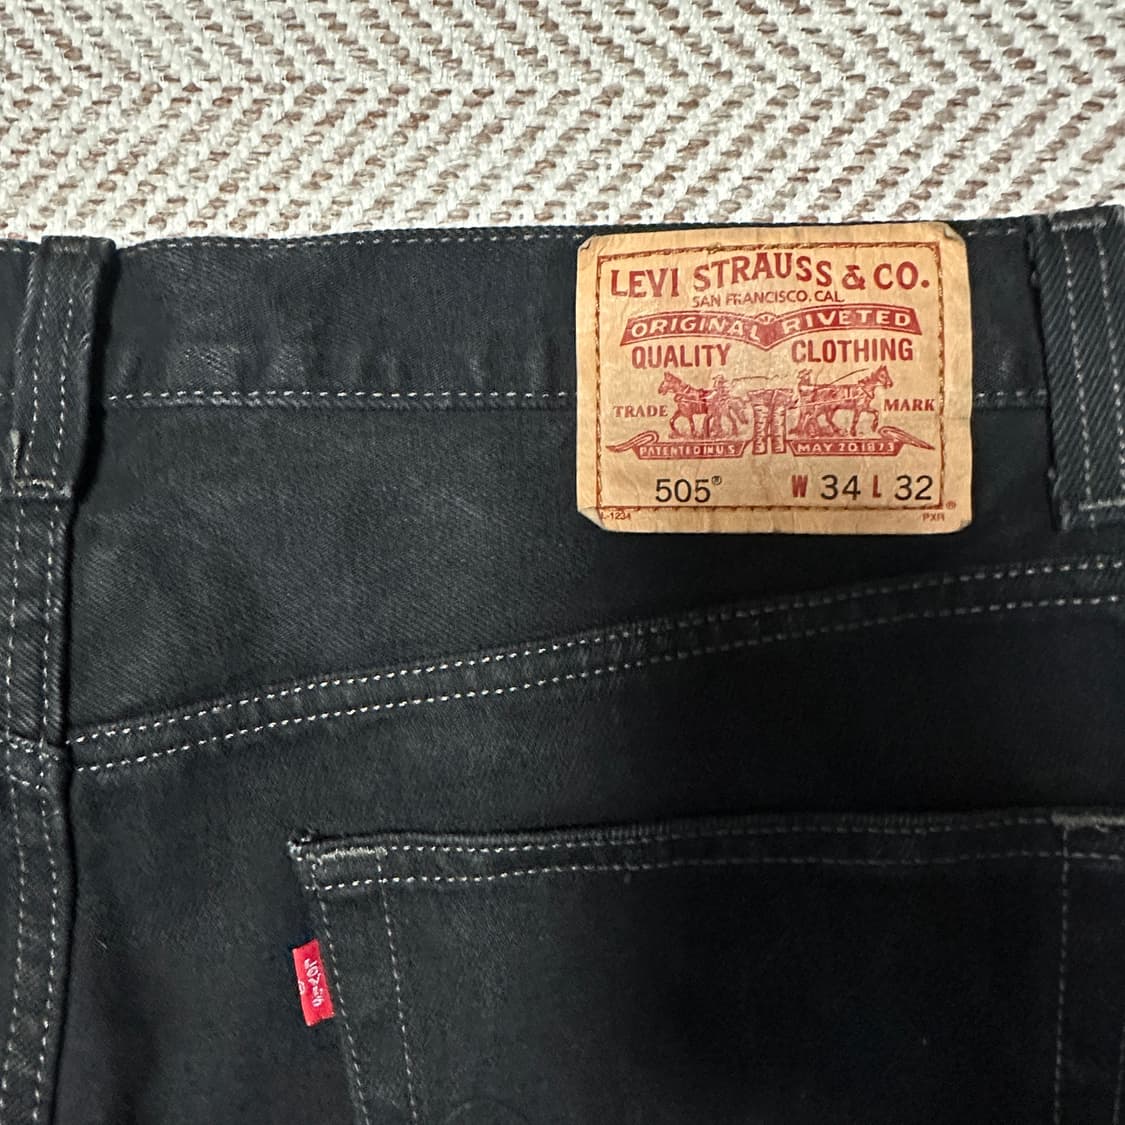 LEVI STRAUSS & CO.
SAN FRANCISCO, CAL
ORIGINAL RIVETED
QUALITY CLOTHING
TRADE MARK
PATENTED IN U.S MAY 20 1873
505® W 34 L 32
L-1234 PXR ®